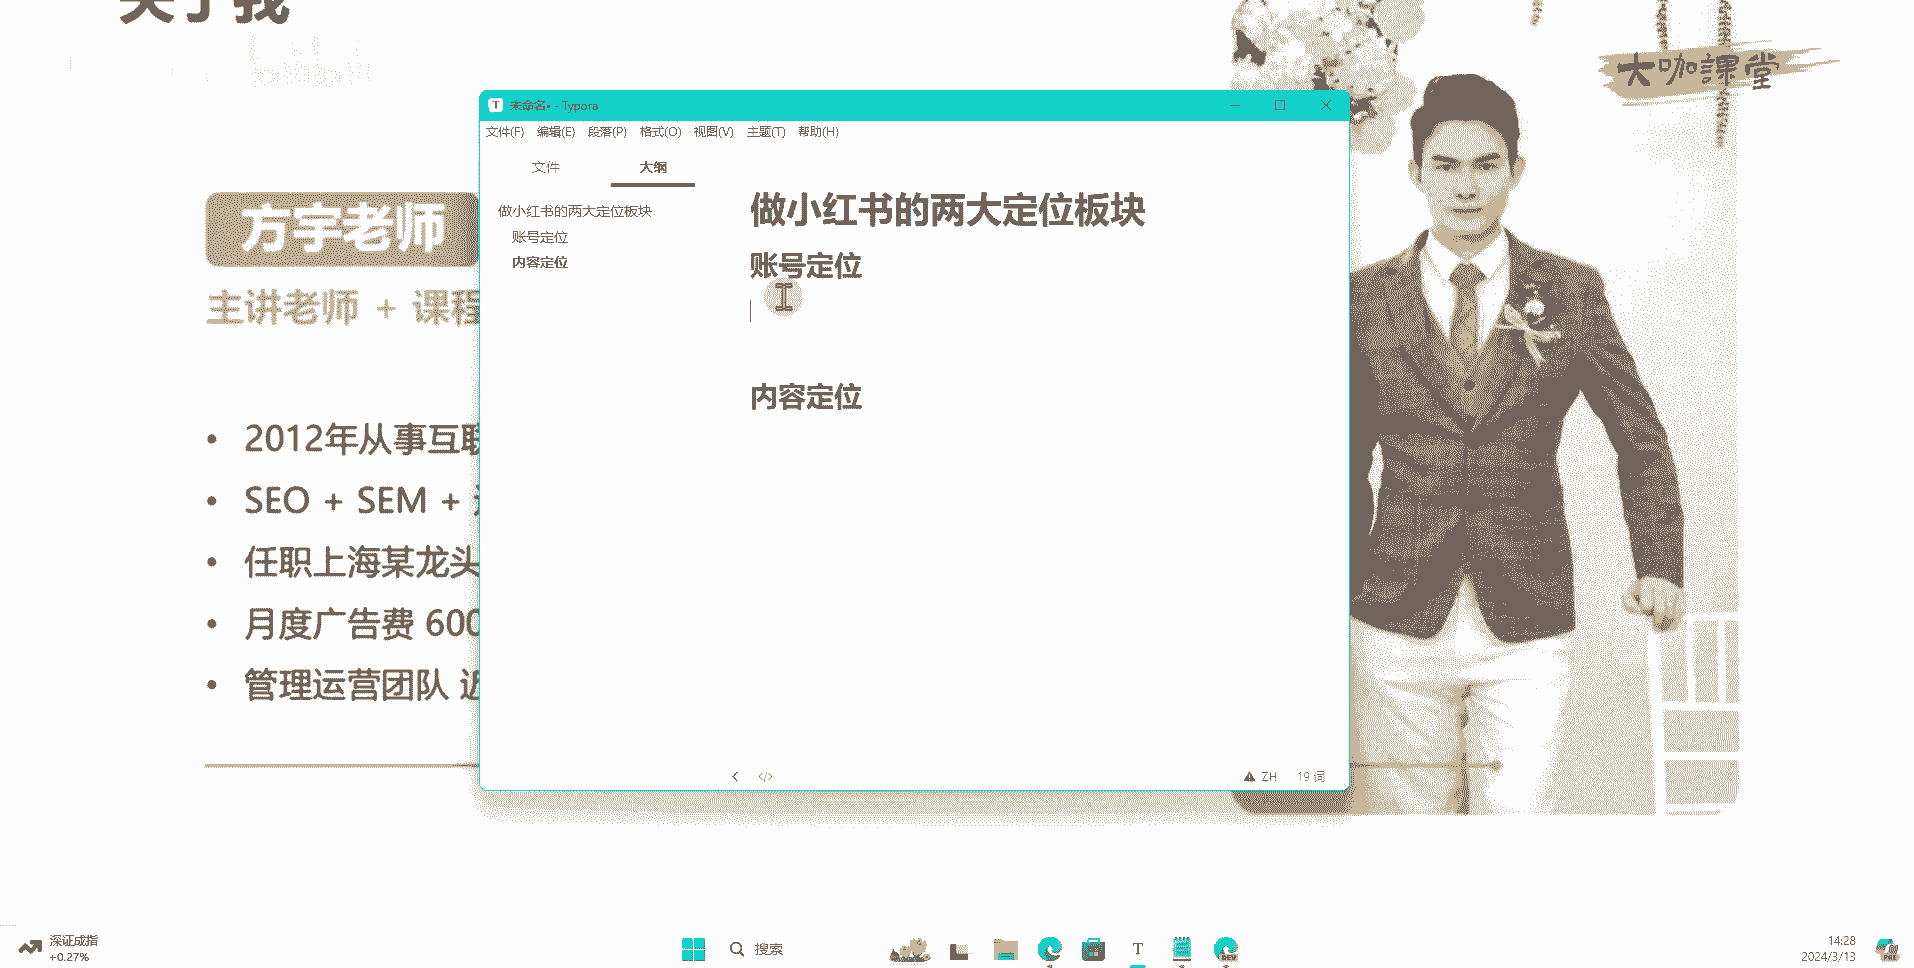 关于我
大咖課堂
方宇老师
主讲老师 + 课程
2012年从事互联
SEO + SEM +
任职上海某龙头
月度广告费 600
管理运营团队 近
未命名• - Typora
文件(F) 编辑(E) 段落(P) 格式(O) 视图(V) 主题(T) 帮助(H)
文件 大纲
做小红书的两大定位板块
账号定位
内容定位
做小红书的两大定位板块
账号定位
内容定位
ZH 19 词
深证成指
+0.27%
搜索
T
DEV
14:28
2024/3/13
PRE